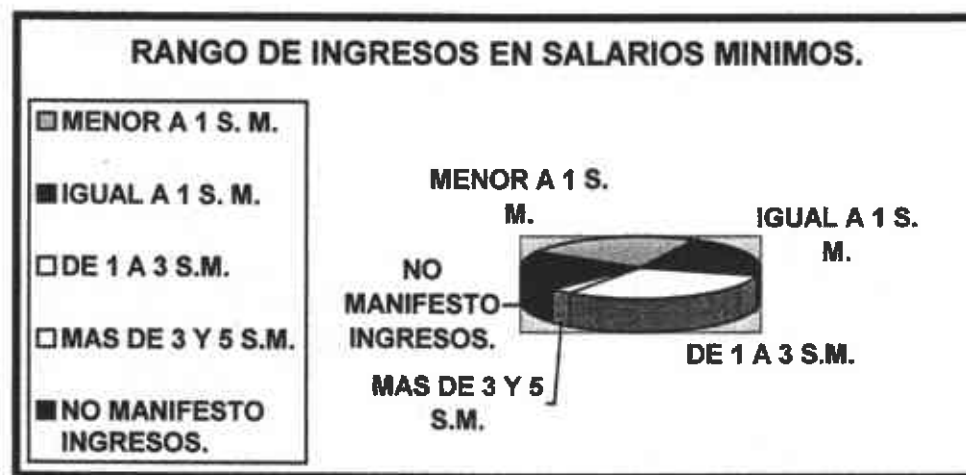 RANGO DE INGRESOS EN SALARIOS MINIMOS.
MENOR A 1 S. M.
IGUAL A 1 S. M.
DE 1 A 3 S.M.
MAS DE 3 Y 5 S.M.
NO MANIFESTO
INGRESOS.
MENOR A 1 S.
M.
IGUAL A 1 S.
M.
NO
MANIFESTO
INGRESOS.
DE 1 A 3 S.M.
MAS DE 3 Y 5
S.M.